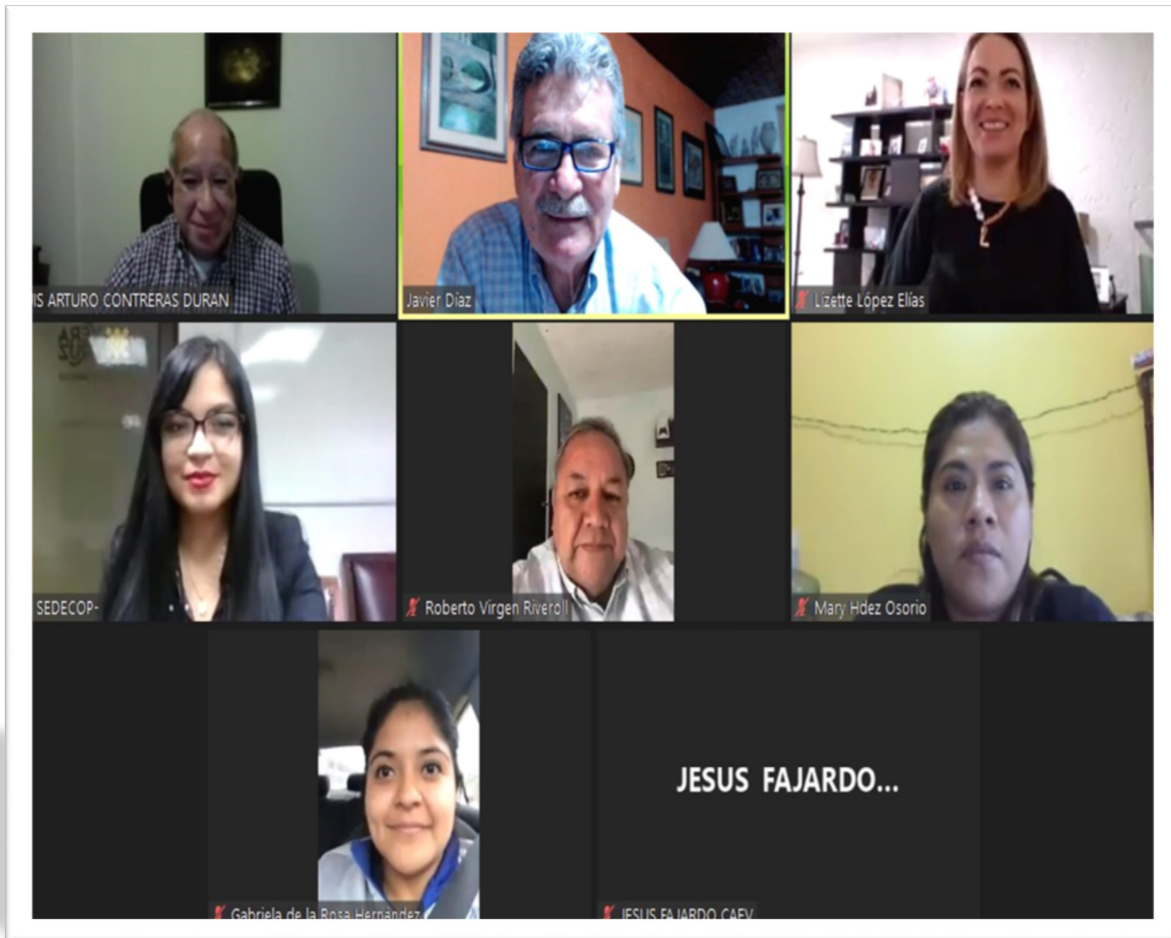 IS ARTURO CONTRERAS DURAN
Javier Díaz
Lizette López Elías
SEDECOP-
Roberto Virgen Riveroll
Mary Hdez Osorio
JESUS FAJARDO...
Gabriela de la Rosa Hernández
JESUS FAJARDO CAEV